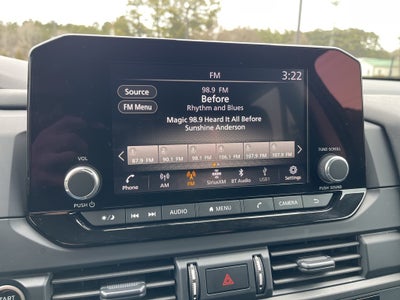 FM
3:22
Source
98.9 FM
FM Menu
Before
Rhythm and Blues
Magic 98.9 Heard It All Before
Sunshine Anderson
87.9 FM 90.1 FM 98.1 FM 106.1 FM 107.9 FM 107.9 FM
Phone AM FM SiriusXM BT Audio USB Settings
VOL
PUSH
TUNE·SCROLL
PUSH SOUND
AUDIO MENU CAMERA
START